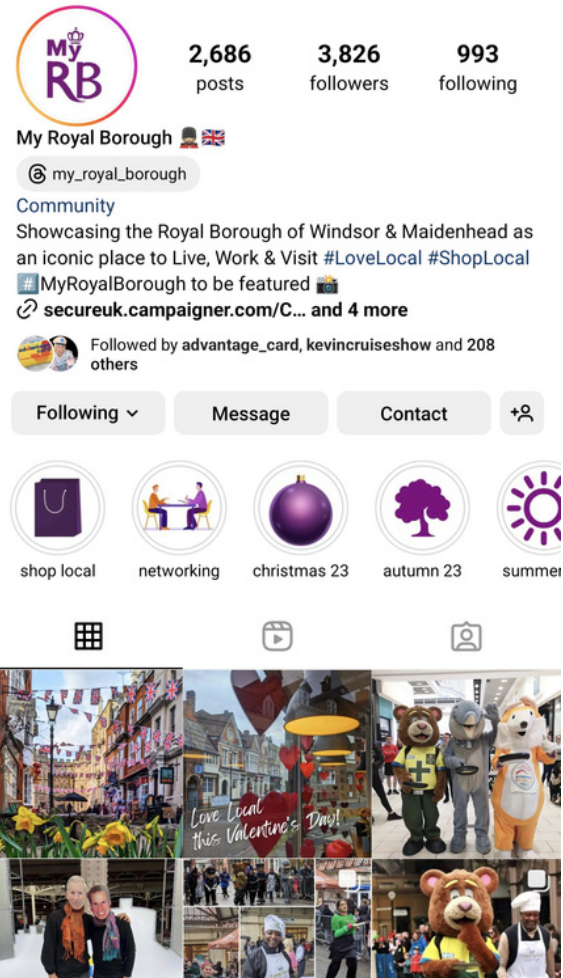 My
RB
2,686
posts
3,826
followers
993
following
My Royal Borough 💂🏽🇬🇧
my_royal_borough
Community
Showcasing the Royal Borough of Windsor & Maidenhead as
an iconic place to Live, Work & Visit #LoveLocal #ShopLocal
#️⃣MyRoyalBorough to be featured 📸
secureuk.campaigner.com/C... and 4 more
Followed by advantage_card, kevincruiseshow and 208
others
Following
Message
Contact
shop local
networking
christmas 23
autumn 23
summer
Love Local
this Valentine's Day!